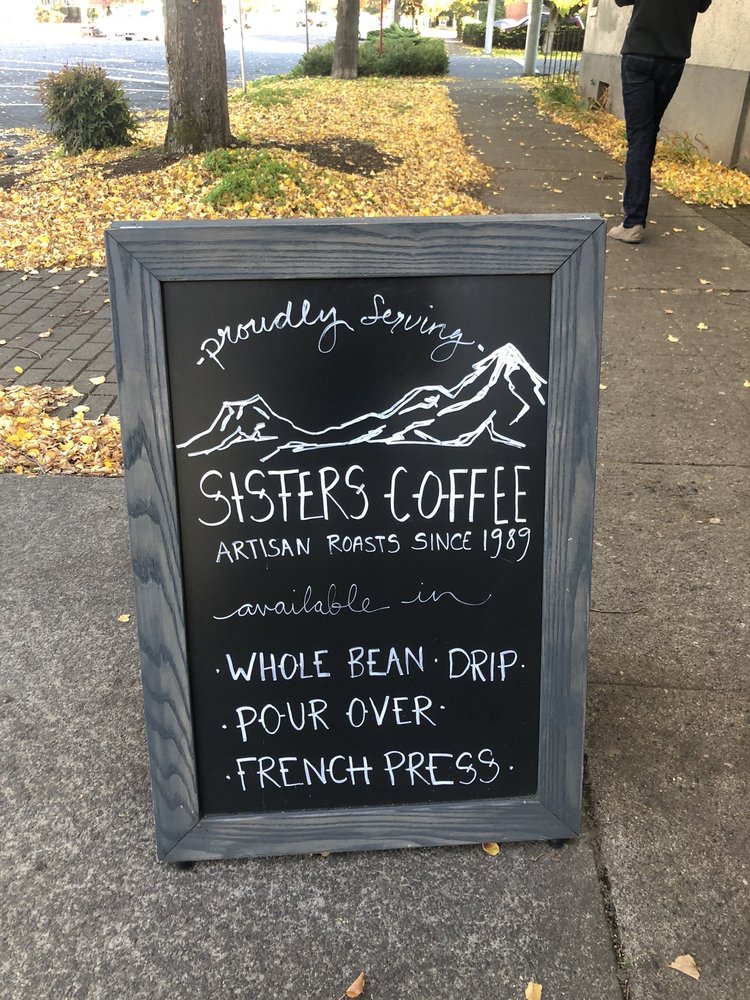 ·proudly Serving·
SISTERS COFFEE
ARTISAN ROASTS SINCE 1989
available in
·WHOLE BEAN·DRIP·
·POUR OVER·
·FRENCH PRESS·